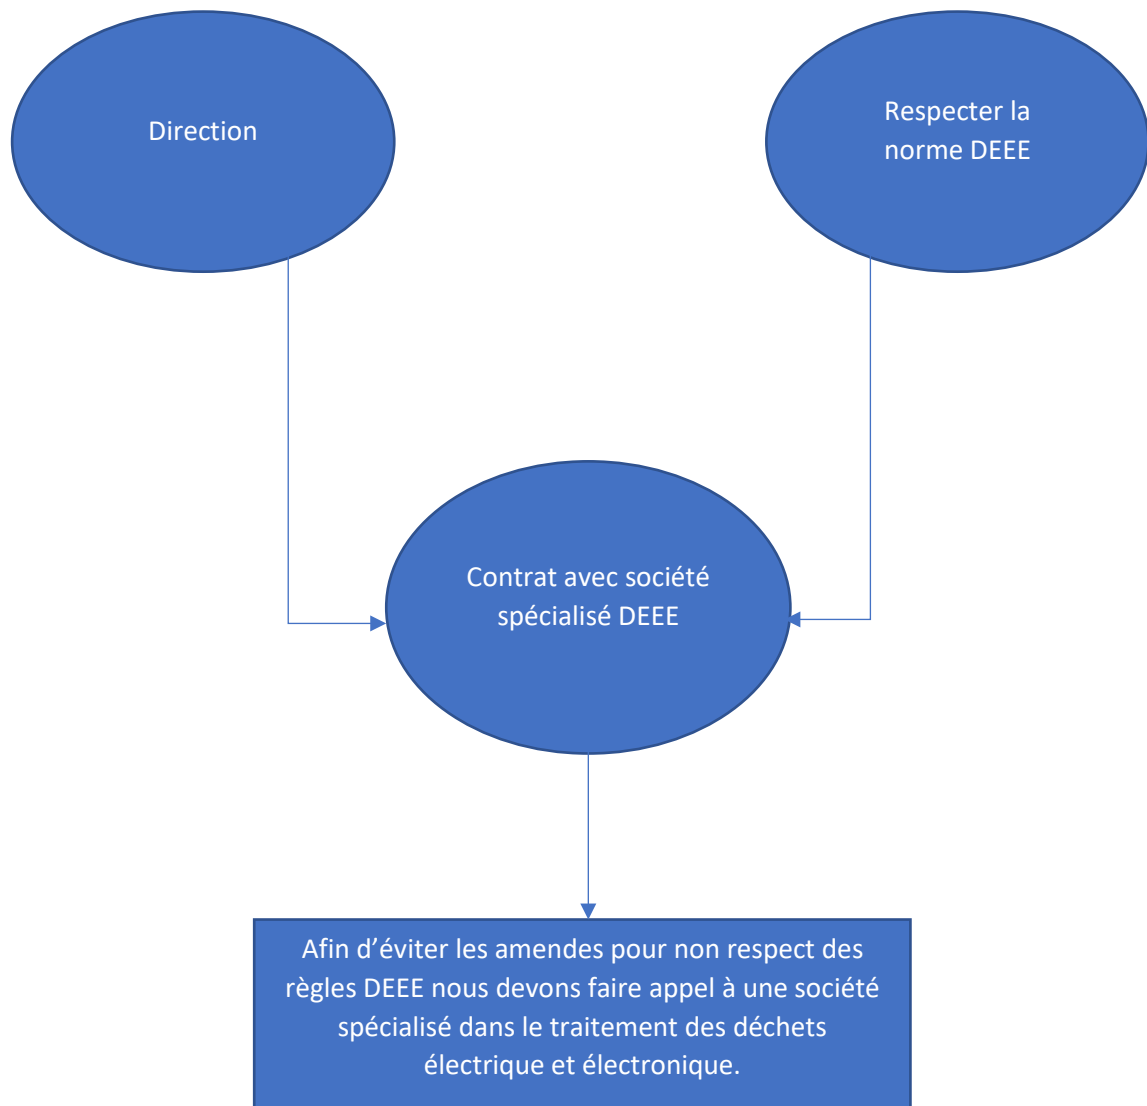 Direction
Respecter la
norme DEEE
Contrat avec société
spécialisé DEEE
Afin d’éviter les amendes pour non respect des
règles DEEE nous devons faire appel à une société
spécialisé dans le traitement des déchets
électrique et électronique.